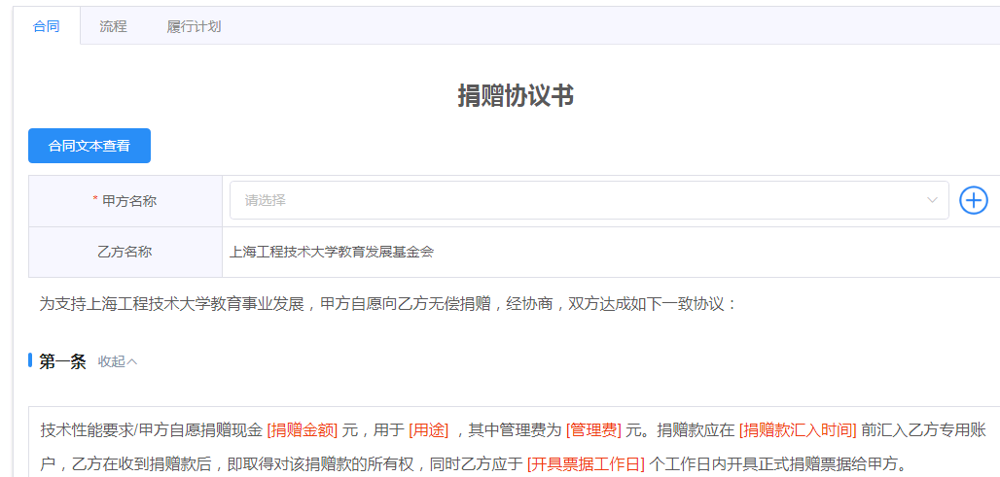 合同 流程 履行计划
捐赠协议书
合同文本查看
* 甲方名称 请选择
乙方名称 上海工程技术大学教育发展基金会
为支持上海工程技术大学教育事业发展，甲方自愿向乙方无偿捐赠，经协商，双方达成如下一致协议：
第一条 收起
技术性能要求/甲方自愿捐赠现金 [捐赠金额] 元，用于 [用途] ，其中管理费为 [管理费] 元。捐赠款应在 [捐赠款汇入时间] 前汇入乙方专用账
户，乙方在收到捐赠款后，即取得对该捐赠款的所有权，同时乙方应于 [开具票据工作日] 个工作日内开具正式捐赠票据给甲方。